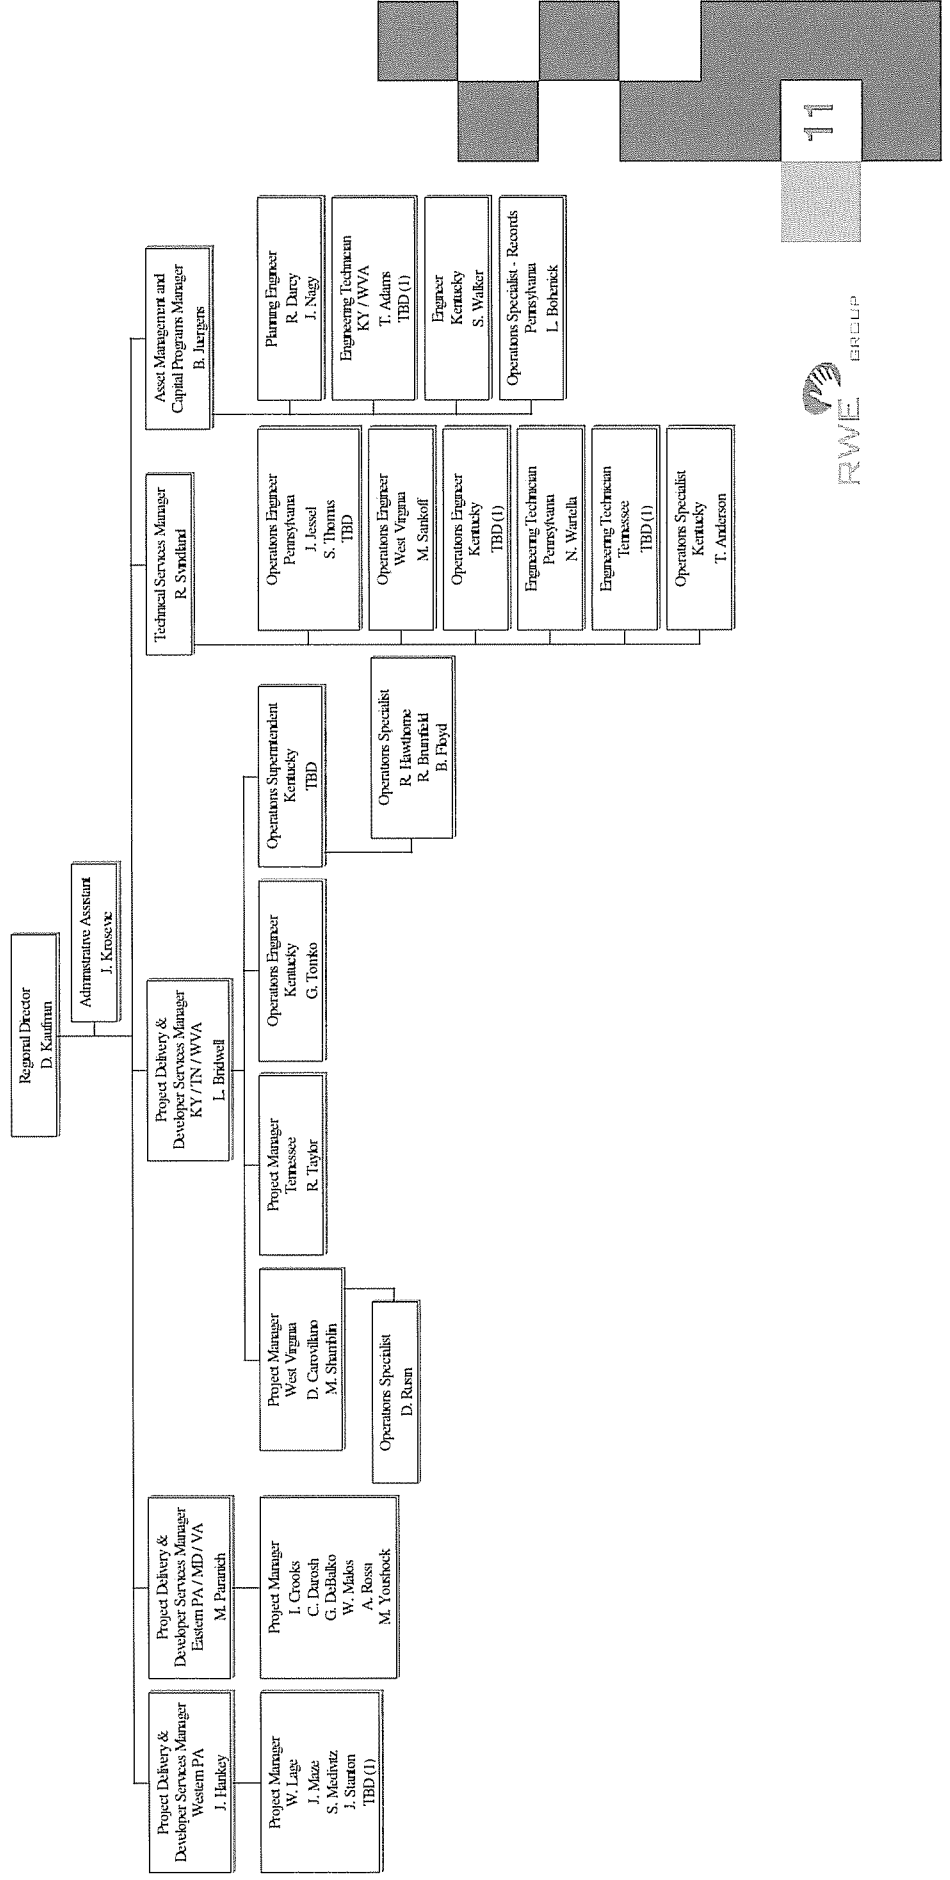 Regional Director
D. Kaufman
Administrative Assistant
J. Krosevic
Project Delivery &
Developer Services Manager
Western PA
J. Hankey
Project Manager
W. Lage
J. Maze
S. Medivitz
J. Stanton
TBD (1)
Project Delivery &
Developer Services Manager
Eastern PA / MD / VA
M. Paranich
Project Manager
I. Crooks
C. Darosh
G. DeBalko
W. Malos
A. Rossi
M. Youshock
Project Delivery &
Developer Services Manager
KY / TN / WVA
L. Bridwell
Project Manager
West Virginia
D. Carovillano
M. Shamblin
Operations Specialist
D. Rusin
Project Manager
Tennessee
R. Taylor
Operations Engineer
Kentucky
G. Tomko
Operations Superintendent
Kentucky
TBD
Operations Specialist
R. Hawthorne
R. Brumfield
B. Floyd
Technical Services Manager
R. Svindland
Operations Engineer
Pennsylvania
J. Jessel
S. Thomas
TBD
Operations Engineer
West Virginia
M. Sankoff
Operations Engineer
Kentucky
TBD (1)
Engineering Technician
Pennsylvania
N. Wartella
Engineering Technician
Tennessee
TBD (1)
Operations Specialist
Kentucky
T. Anderson
Asset Management and
Capital Programs Manager
B. Juergens
Planning Engineer
R. Darcy
J. Nagy
Engineering Technician
KY / WVA
T. Adams
TBD (1)
Engineer
Kentucky
S. Walker
Operations Specialist - Records
Pennsylvania
L. Bohenick
RWE GROUP
11